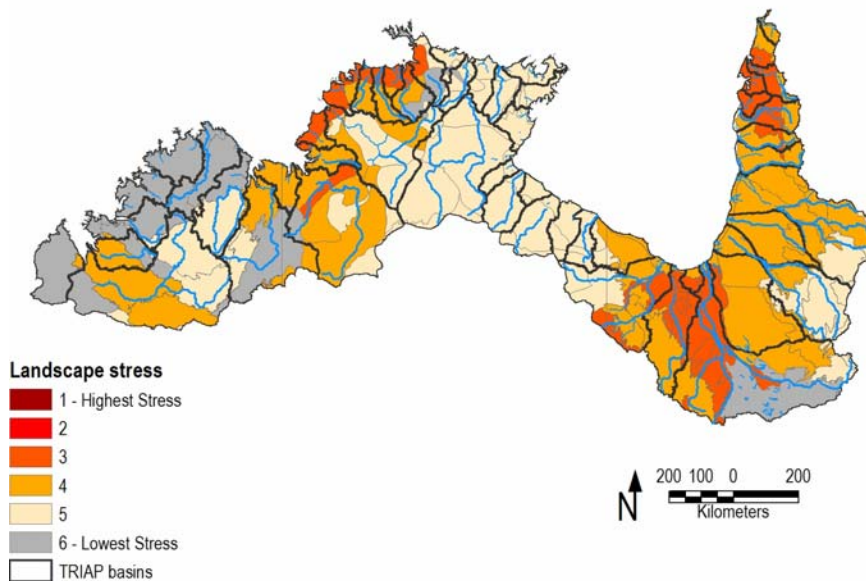 Landscape stress
1 - Highest Stress
2
3
4
5
6 - Lowest Stress
TRIAP basins
200 100 0 200
Kilometers
N